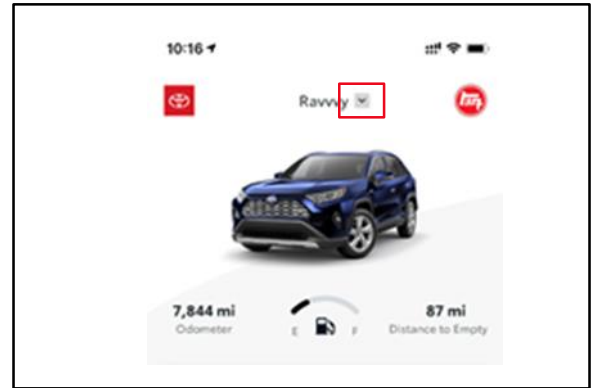 10:16
Ravvvy
7,844 mi
87 mi
Odometer
E
F
Distance to Empty